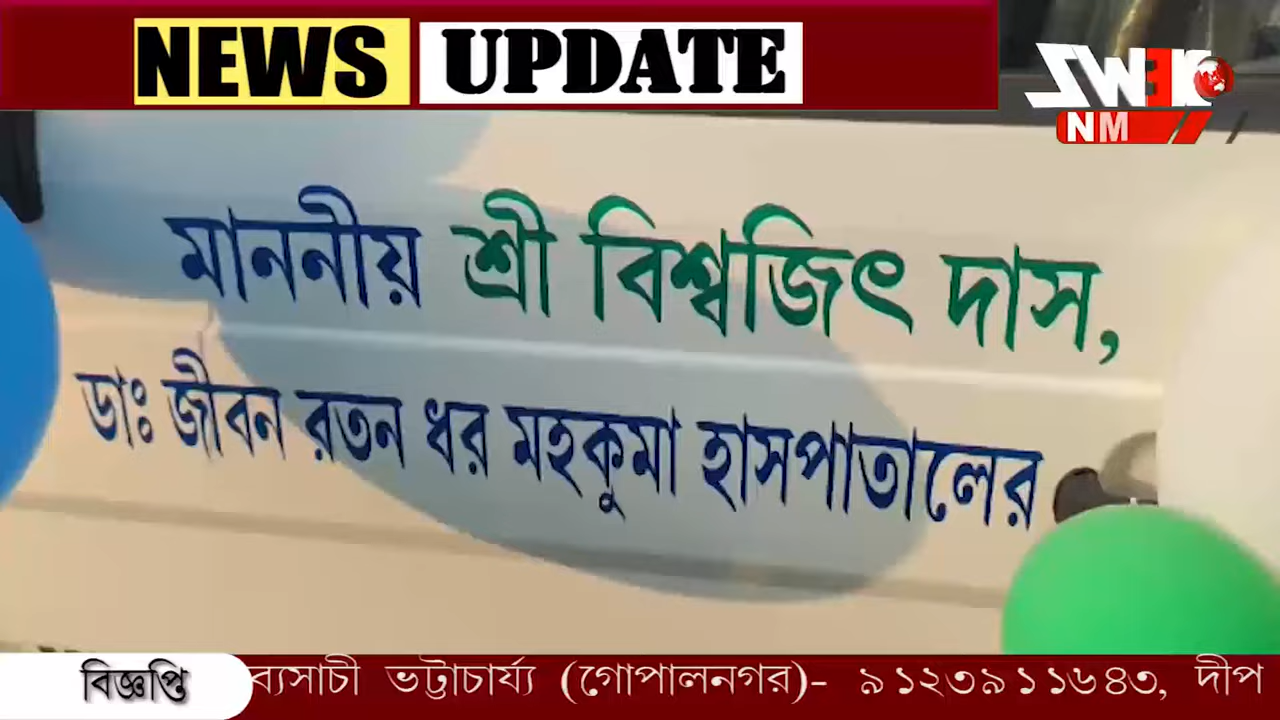 NEWS UPDATE
NM
মাননীয় শ্রী বিশ্বজিৎ দাস,
ডাঃ জীবন রতন ধর মহকুমা হাসপাতালের
বিজ্ঞপ্তি
ব্যসাচী ভট্টাচার্য্য (গোপালনগর)- ৯১২৩৯১১৬৪৩, দীপ